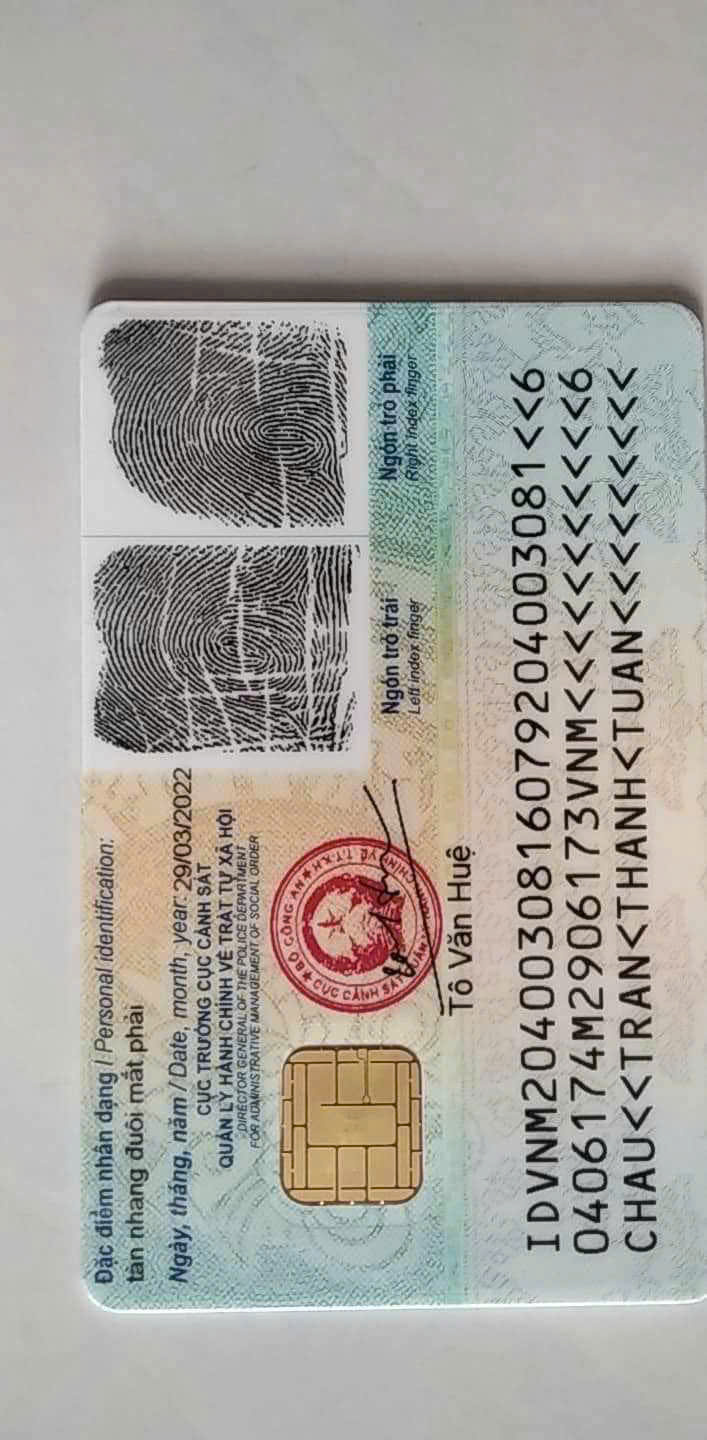 Đặc điểm nhân dạng / Personal identification:
tàn nhang đuôi mắt phải
Ngày, tháng, năm / Date, month, year: 29/03/2022
CỤC TRƯỞNG CỤC CẢNH SÁT
QUẢN LÝ HÀNH CHÍNH VỀ TRẬT TỰ XÃ HỘI
DIRECTOR GENERAL OF THE POLICE DEPARTMENT
FOR ADMINISTRATIVE MANAGEMENT OF SOCIAL ORDER
BỘ CÔNG AN
CỤC CẢNH SÁT
CHÍNH VỀ T.T.X.H
Tô Văn Huệ
Ngón trỏ trái
Left index finger
Ngón trỏ phải
Right index finger
IDVNM2040030816079204003081<<6
0406174M2906173VNM<<<<<<<<<<<6
CHAU<<TRAN<THANH<TUAN<<<<<<<<<